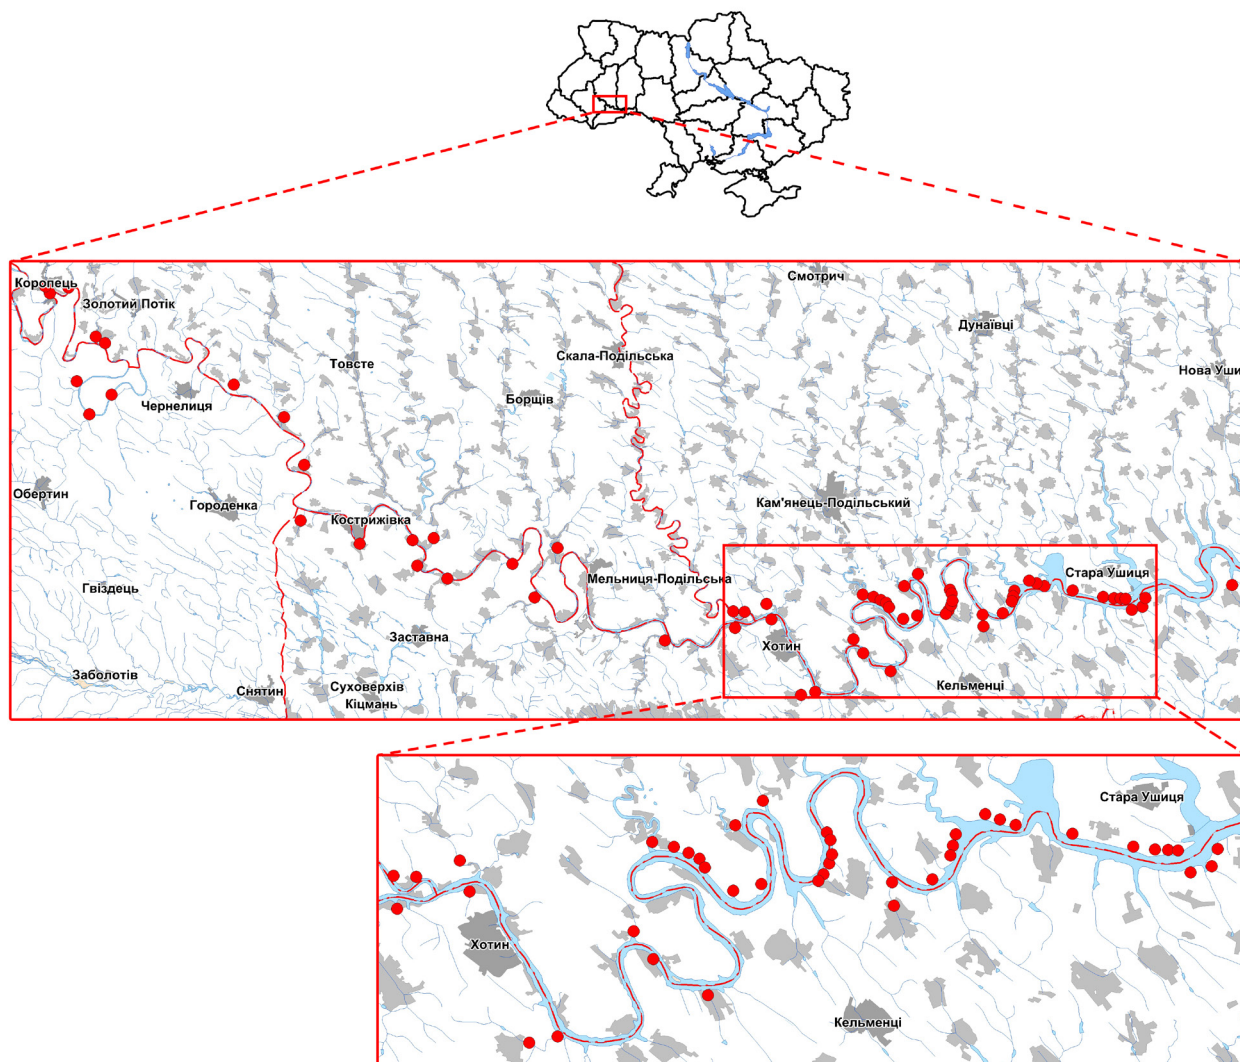 Коропець
Смотрич
Золотий Потік
Дунаївці
Скала-Подільська
Товсте
Нова Уши
Борщів
Чернелиця
Обертин
Городенка
Кам'янець-Подільський
Кострижівка
Стара Ушиця
Мельниця-Подільська
Гвіздець
Заставна
Хотин
Заболотів
Снятин
Суховерхів
Кельменці
Кіцмань
Стара Ушиця
Хотин
Кельменці